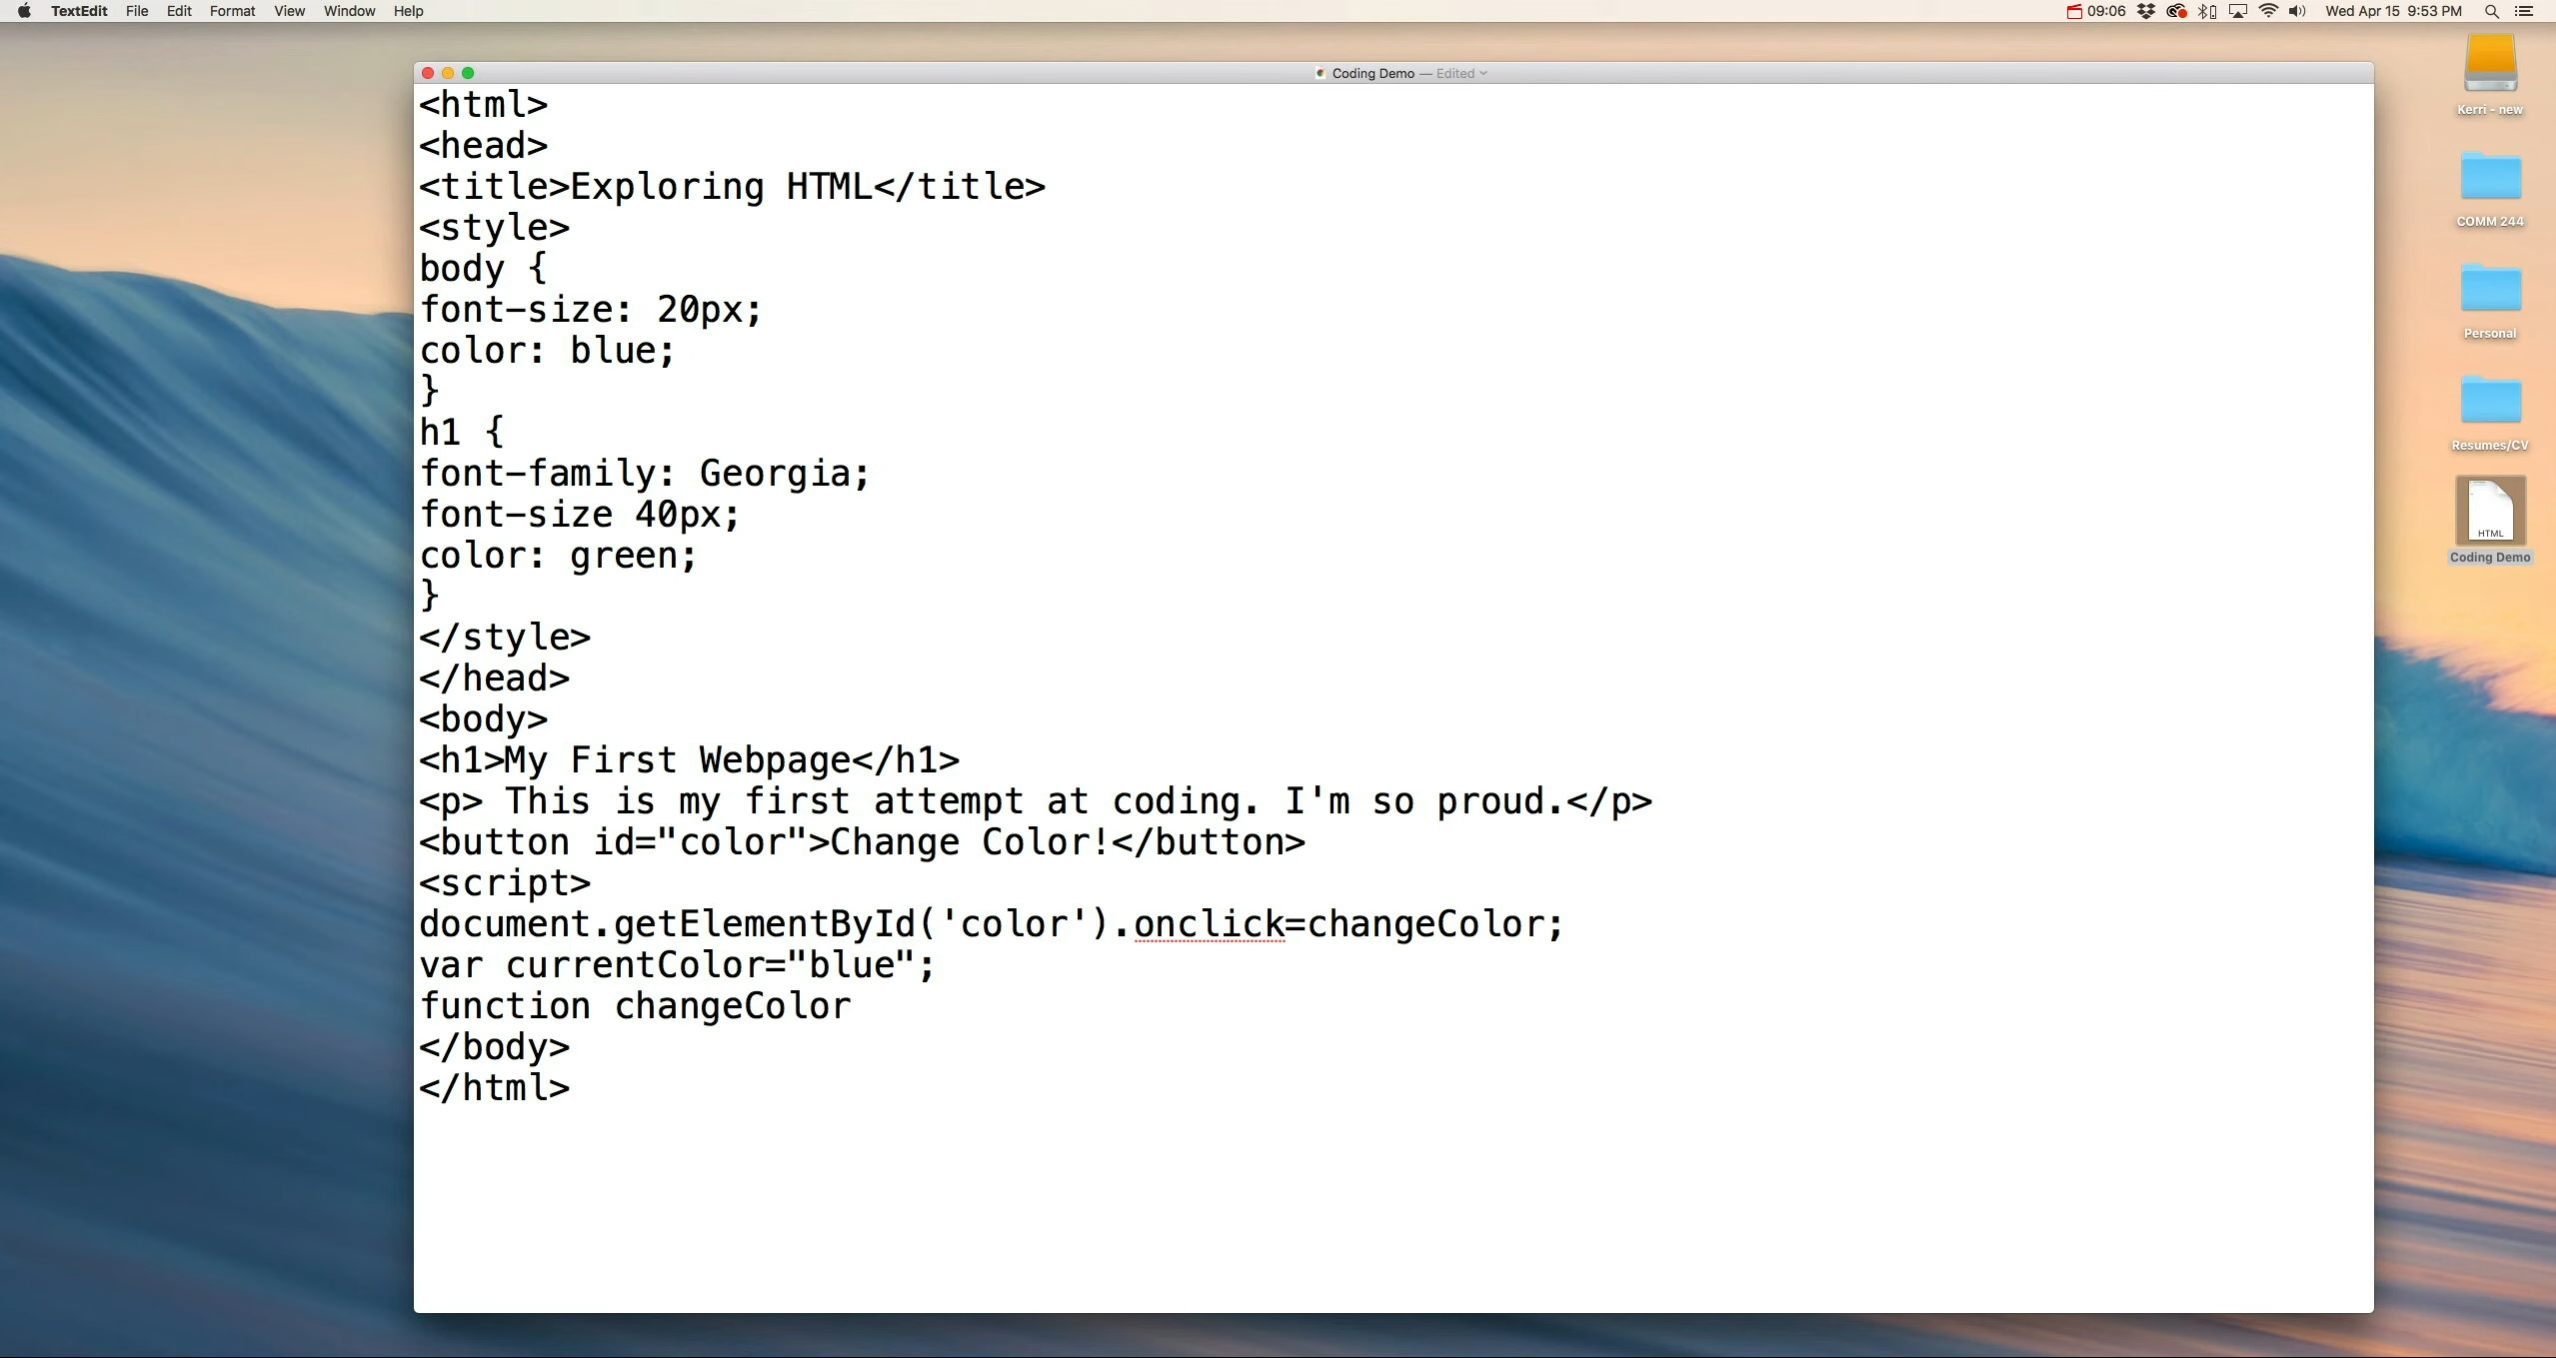 TextEdit File Edit Format View Window Help 09:06 Wed Apr 15 9:53 PM
Coding Demo — Edited
<html>
<head>
<title>Exploring HTML</title>
<style>
body {
font-size: 20px;
color: blue;
}
h1 {
font-family: Georgia;
font-size 40px;
color: green;
}
</style>
</head>
<body>
<h1>My First Webpage</h1>
<p> This is my first attempt at coding. I'm so proud.</p>
<button id="color">Change Color!</button>
<script>
document.getElementById('color').onclick=changeColor;
var currentColor="blue";
function changeColor
</body>
</html>
Kerri - new
COMM 244
Personal
Resumes/CV
HTML
Coding Demo